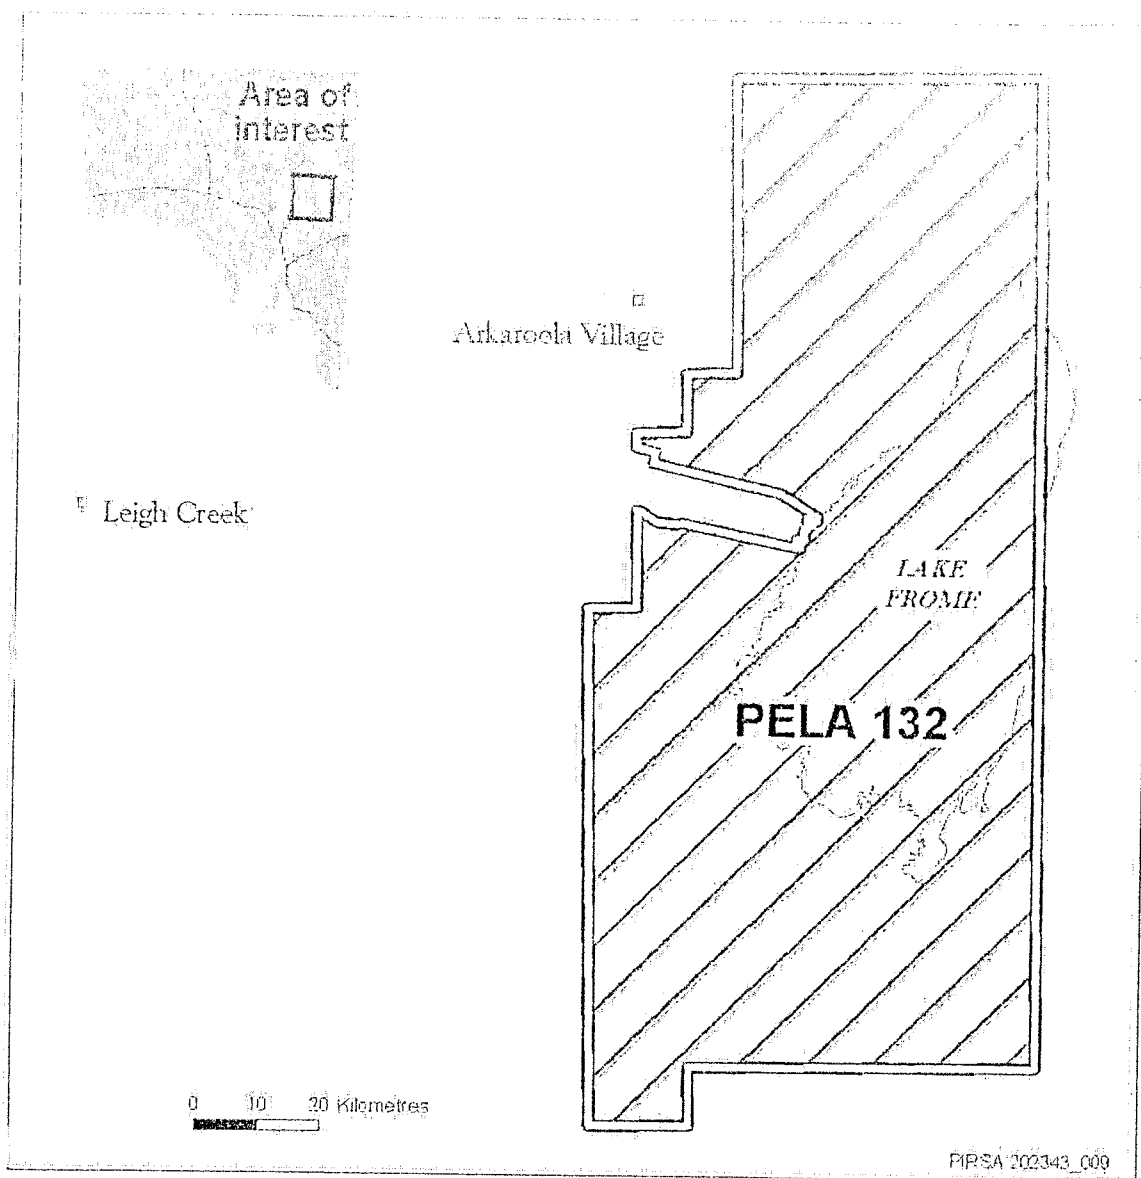 Area of
interest
Arkaroola Village
Leigh Creek
LAKE
FROME
PELA 132
0 10 20 Kilometres
PIRSA 202343_009